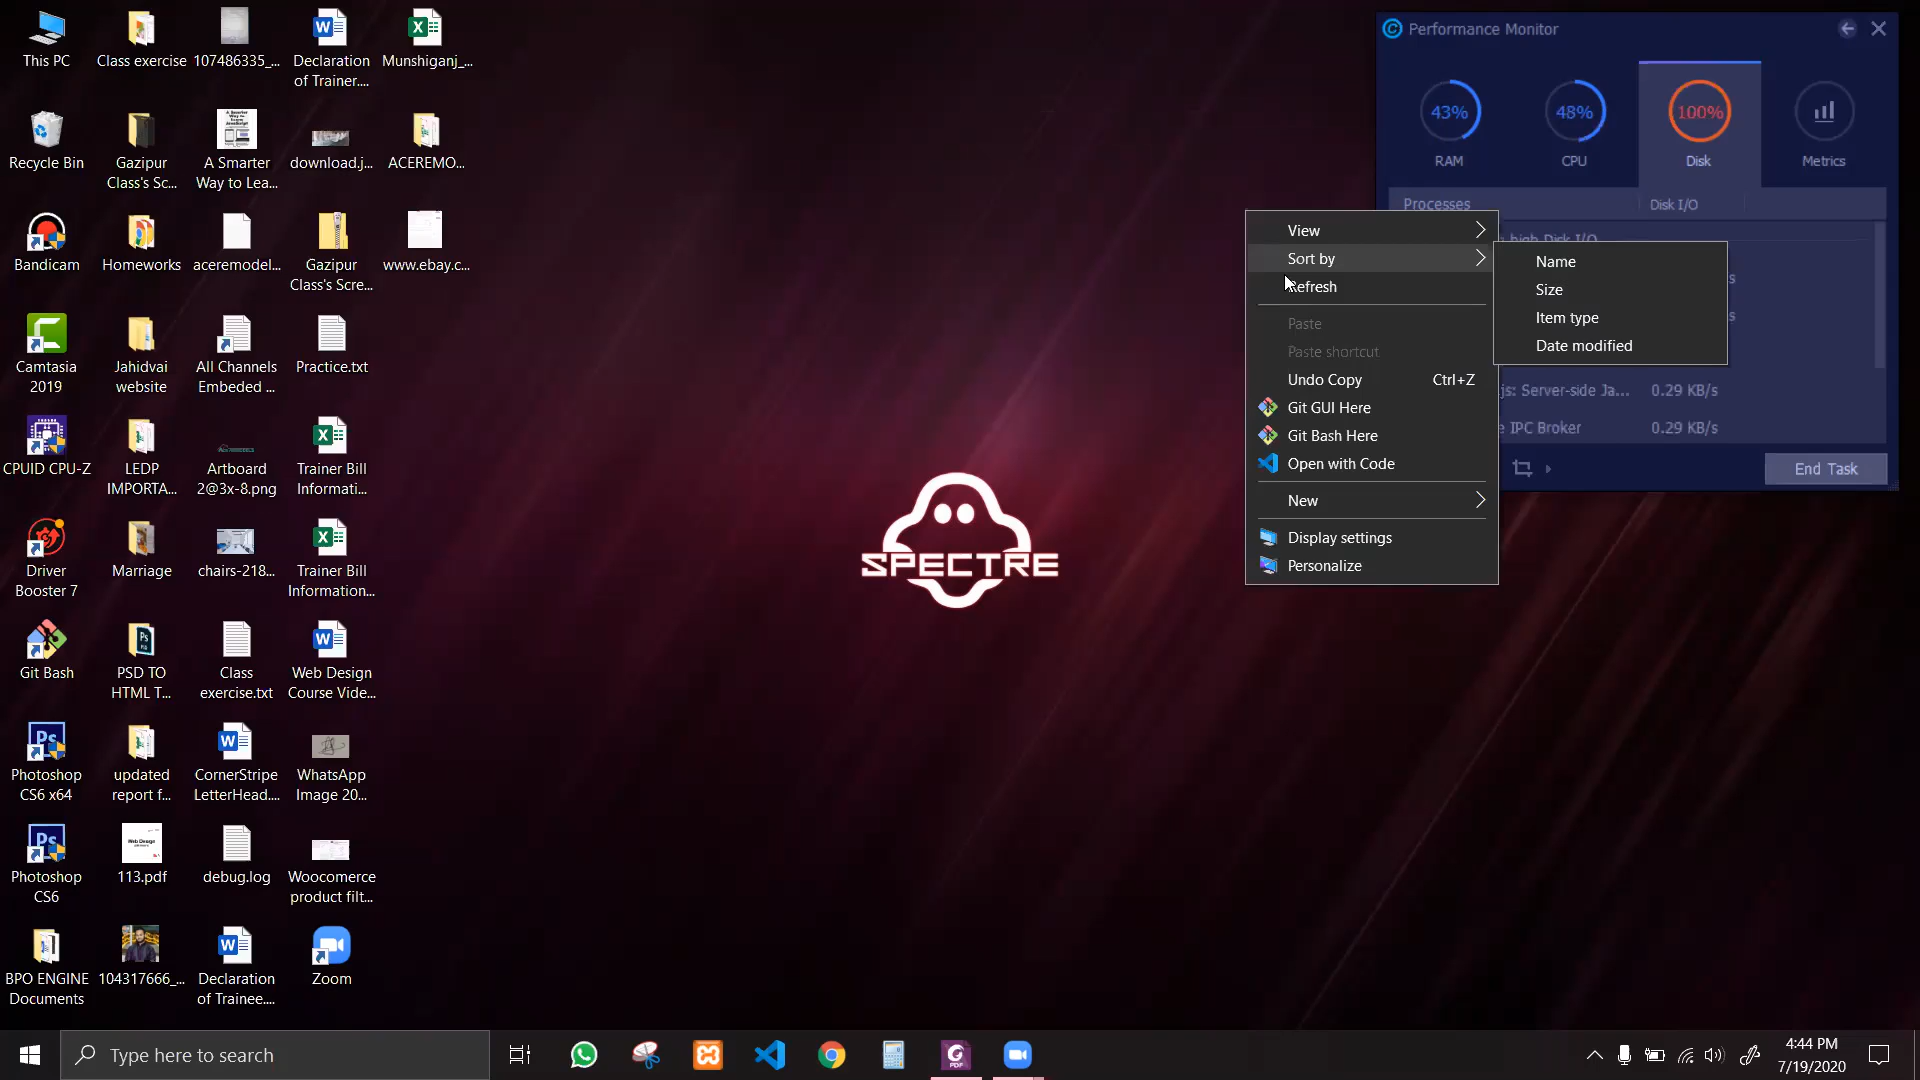 This PC
Class exercise
107486335_...
Declaration
of Trainer....
Munshiganj_...
Recycle Bin
Gazipur
Class's Sc...
A Smarter
Way to Lea...
download.j...
ACEREMO...
Bandicam
Homeworks
aceremodel...
Gazipur
Class's Scre...
www.ebay.c...
Camtasia
2019
Jahidvai
website
All Channels
Embeded ...
Practice.txt
CPUID CPU-Z
LEDP
IMPORTA...
Artboard
2@3x-8.png
Trainer Bill
Informati...
Driver
Booster 7
Marriage
chairs-218...
Trainer Bill
Information...
Git Bash
PSD TO
HTML T...
Class
exercise.txt
Web Design
Course Vide...
Photoshop
CS6 x64
updated
report f...
CornerStripe
LetterHead....
WhatsApp
Image 20...
Photoshop
CS6
113.pdf
debug.log
Woocomerce
product filt...
BPO ENGINE
Documents
104317666_...
Declaration
of Trainee....
Zoom
SPECTRE
Performance Monitor
43%
48%
100%
RAM
CPU
Disk
Metrics
Processes
Disk I/O
high Disk I/O
js: Server-side Ja...
0.29 KB/s
e IPC Broker
0.29 KB/s
End Task
View
Sort by
Refresh
Paste
Paste shortcut
Undo Copy
Ctrl+Z
Git GUI Here
Git Bash Here
Open with Code
New
Display settings
Personalize
Name
Size
Item type
Date modified
Type here to search
4:44 PM
7/19/2020